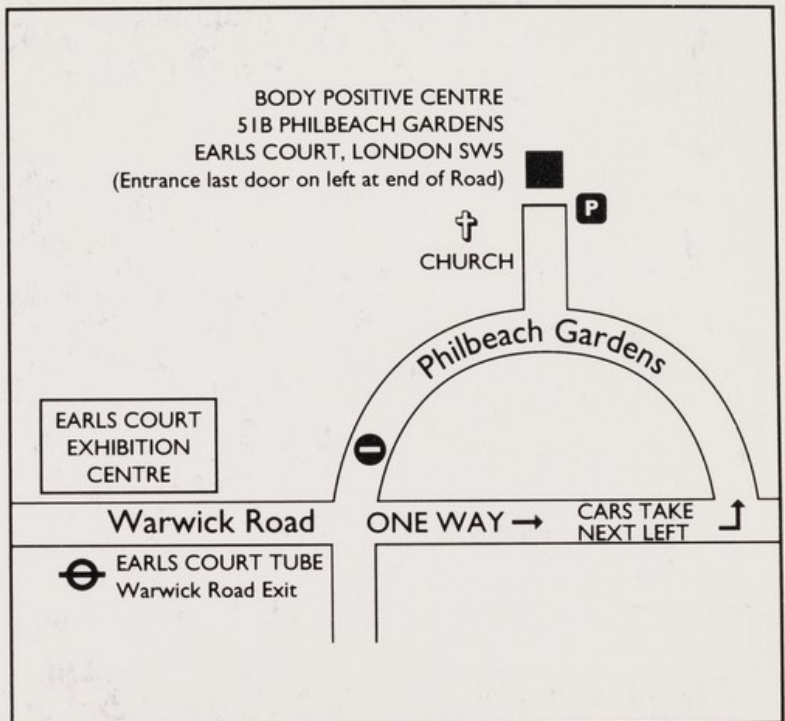 BODY POSITIVE CENTRE
51B PHILBEACH GARDENS
EARLS COURT, LONDON SW5
(Entrance last door on left at end of Road)
P
CHURCH
Philbeach Gardens
EARLS COURT
EXHIBITION
CENTRE
Warwick Road
ONE WAY →
CARS TAKE
NEXT LEFT
EARLS COURT TUBE
Warwick Road Exit